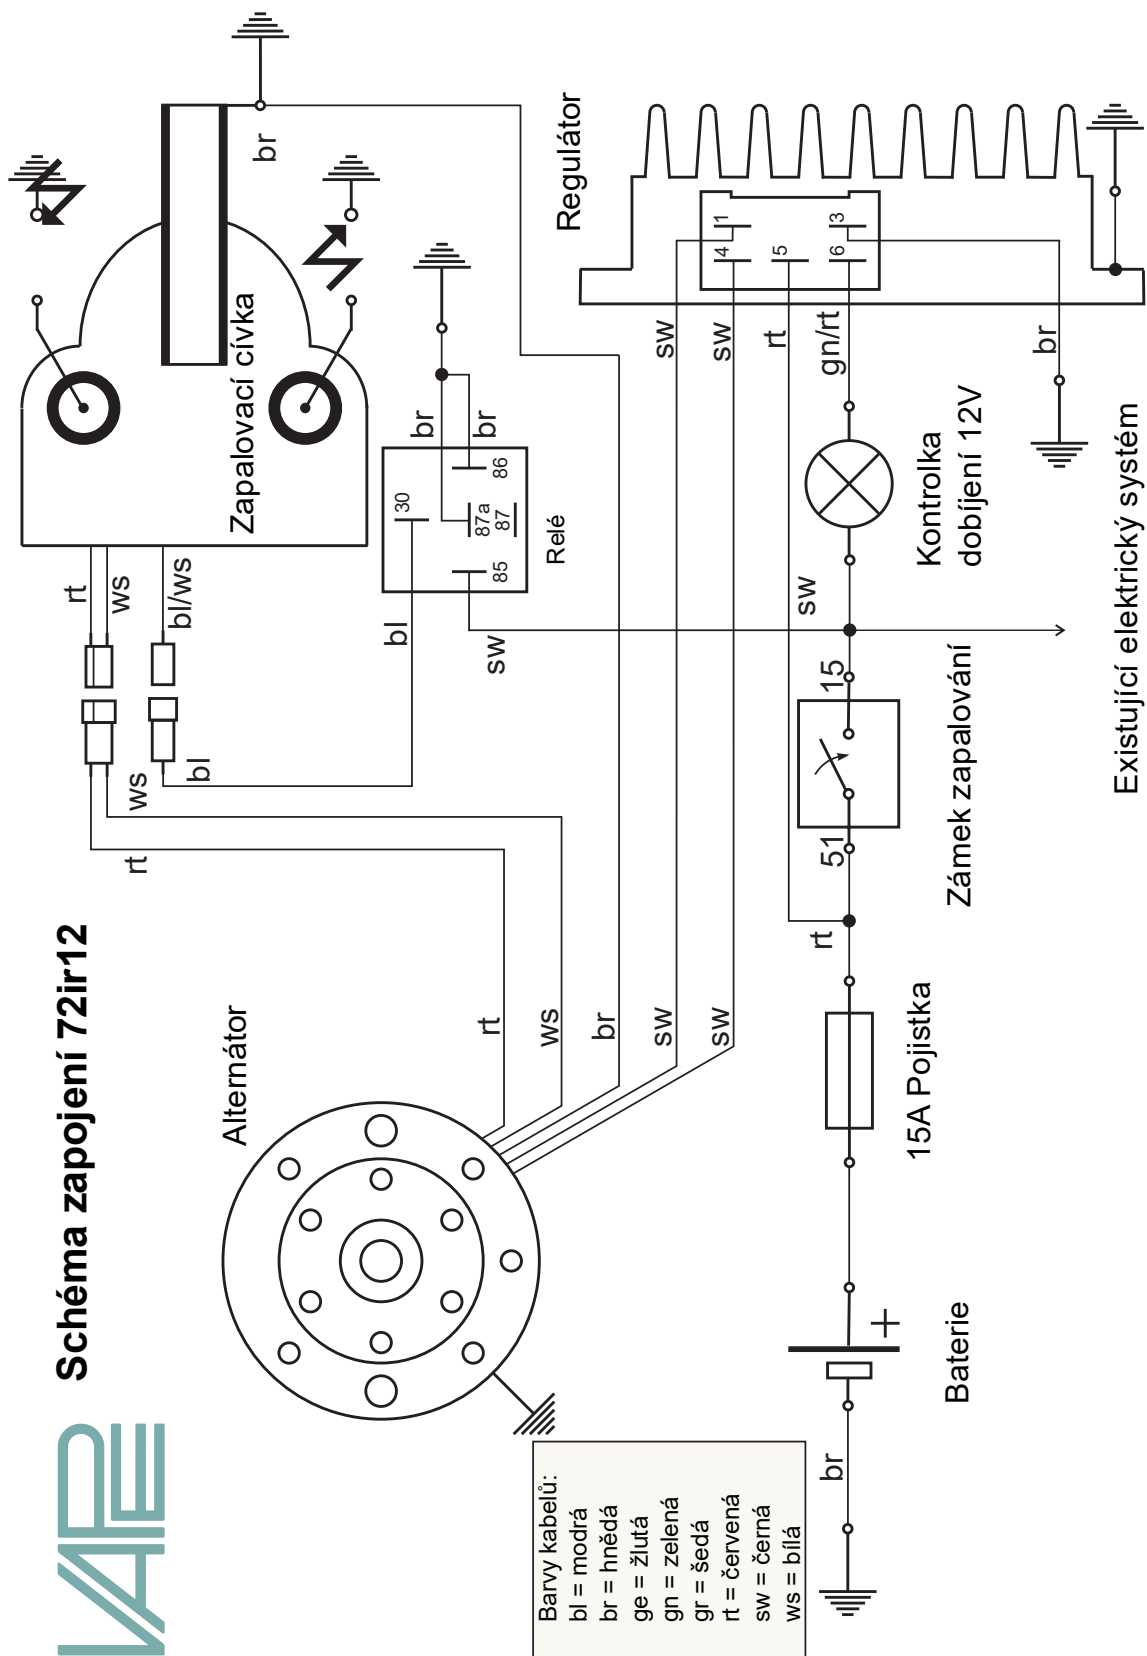 VAPE
Schéma zapojení 72ir12
Zapalovací cívka
br
rt
ws
bl/ws
ws
bl
rt
Relé
30
86
87a
87
85
br
br
bl
sw
Alternátor
rt
ws
br
sw
sw
Regulátor
1
4
5
3
6
sw
sw
rt
gn/rt
br
Kontrolka
dobíjení 12V
sw
15
51
Zámek zapalování
Existující elektrický systém
rt
15A Pojistka
Baterie
+
br
Barvy kabelů:
bl = modrá
br = hnědá
ge = žlutá
gn = zelená
gr = šedá
rt = červená
sw = černá
ws = bílá